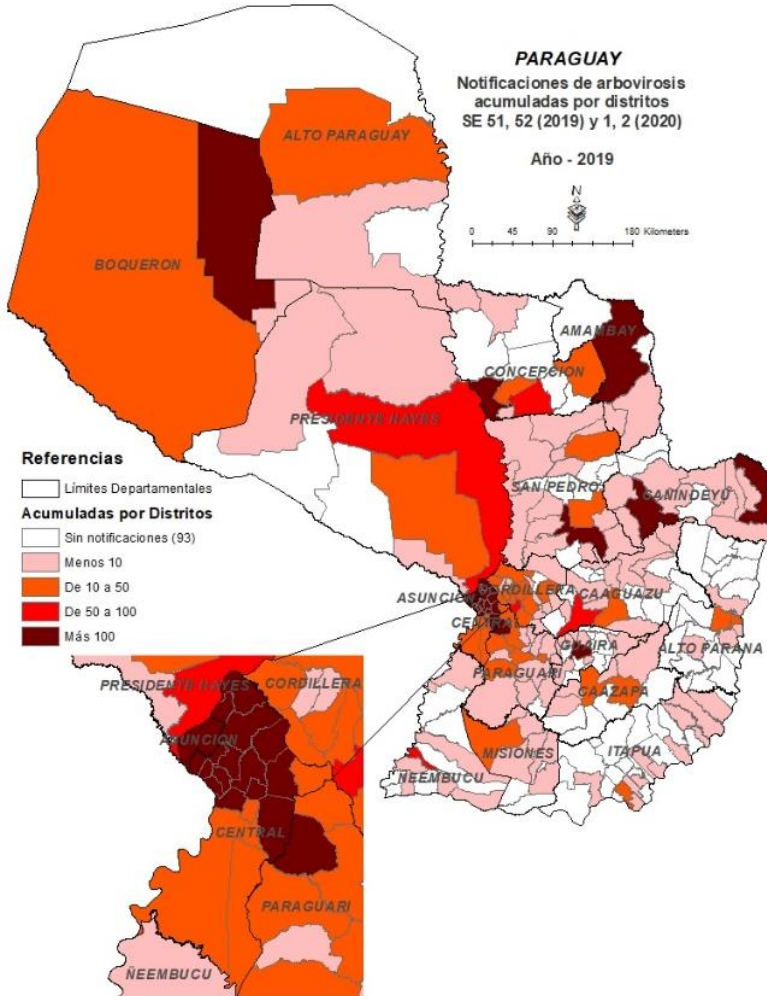 PARAGUAY
Notificaciones de arbovirosis
acumuladas por distritos
SE 51, 52 (2019) y 1, 2 (2020)
Año - 2019
N
0 45 90 180 Kilometers
ALTO PARAGUAY
BOQUERON
AMAMBAY
CONCEPCION
PRESIDENTE HAYES
SAN PEDRO
CANINDEYU
Referencias
Límites Departamentales
Acumuladas por Distritos
Sin notificaciones (93)
Menos 10
De 10 a 50
De 50 a 100
Más 100
ASUNCION
CORDILLERA
CENTRAL
CAAGUAZU
GUAIRA
ALTO PARANA
PARAGUARI
CAAZAPA
MISIONES
ITAPUA
ÑEEMBUCU
PRESIDENTE HAYES
CORDILLERA
ASUNCION
CENTRAL
PARAGUARI
ÑEEMBUCU